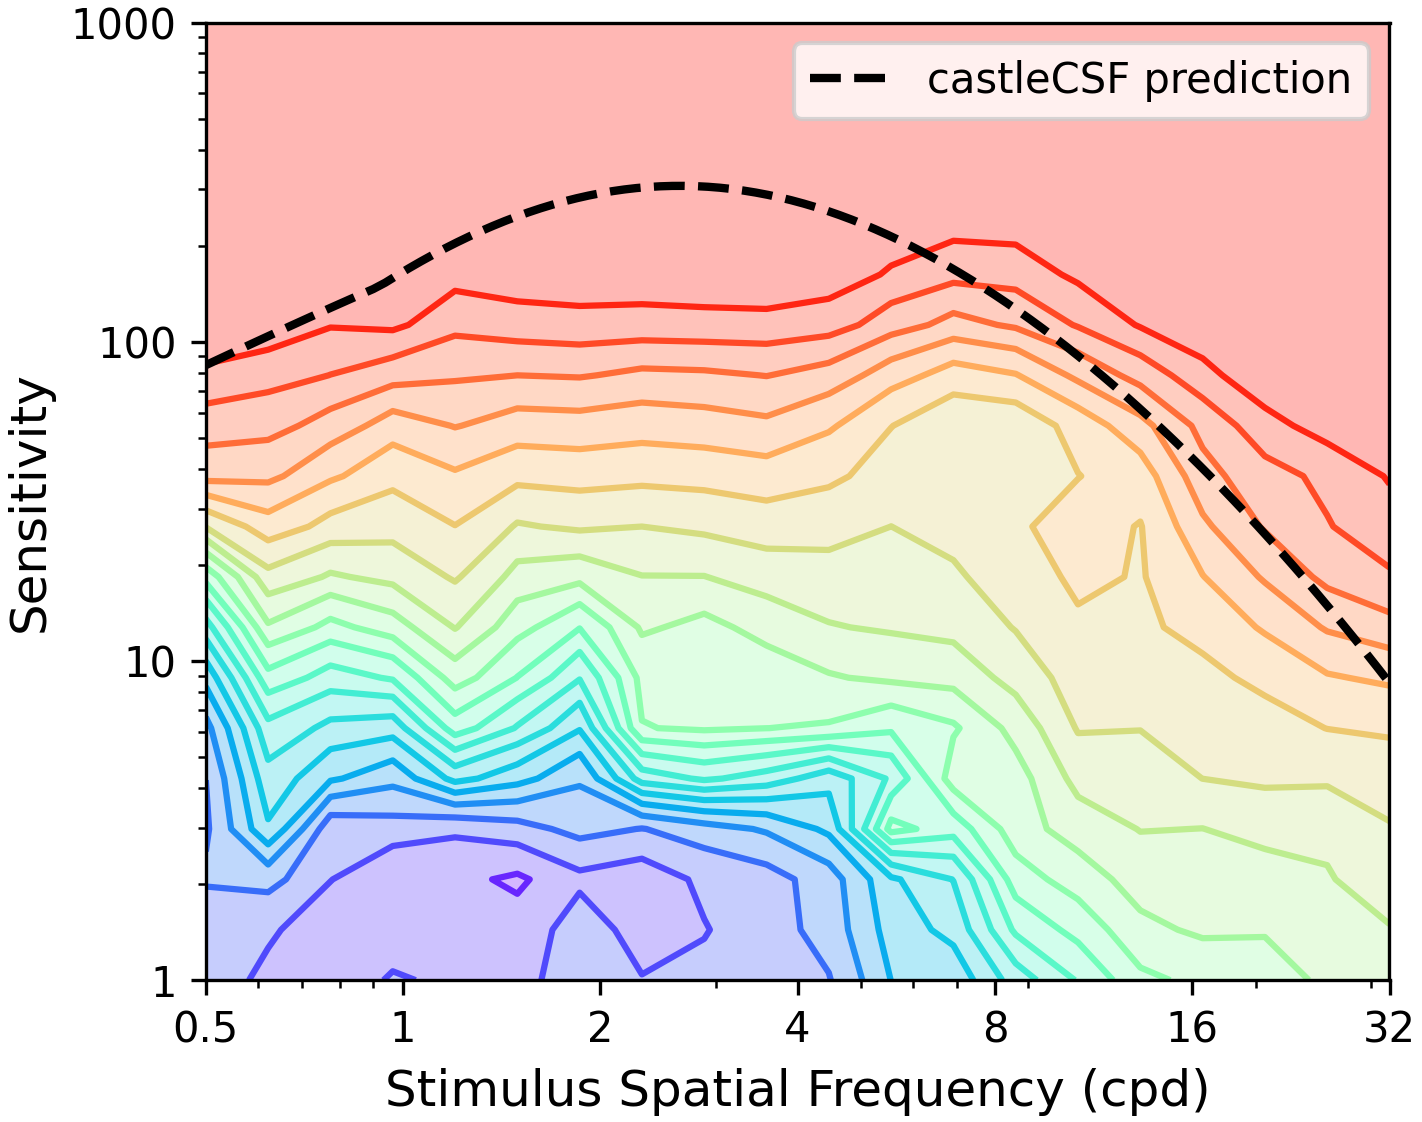 castleCSF prediction
Sensitivity
1000
100
10
1
0.5 1 2 4 8 16 32
Stimulus Spatial Frequency (cpd)